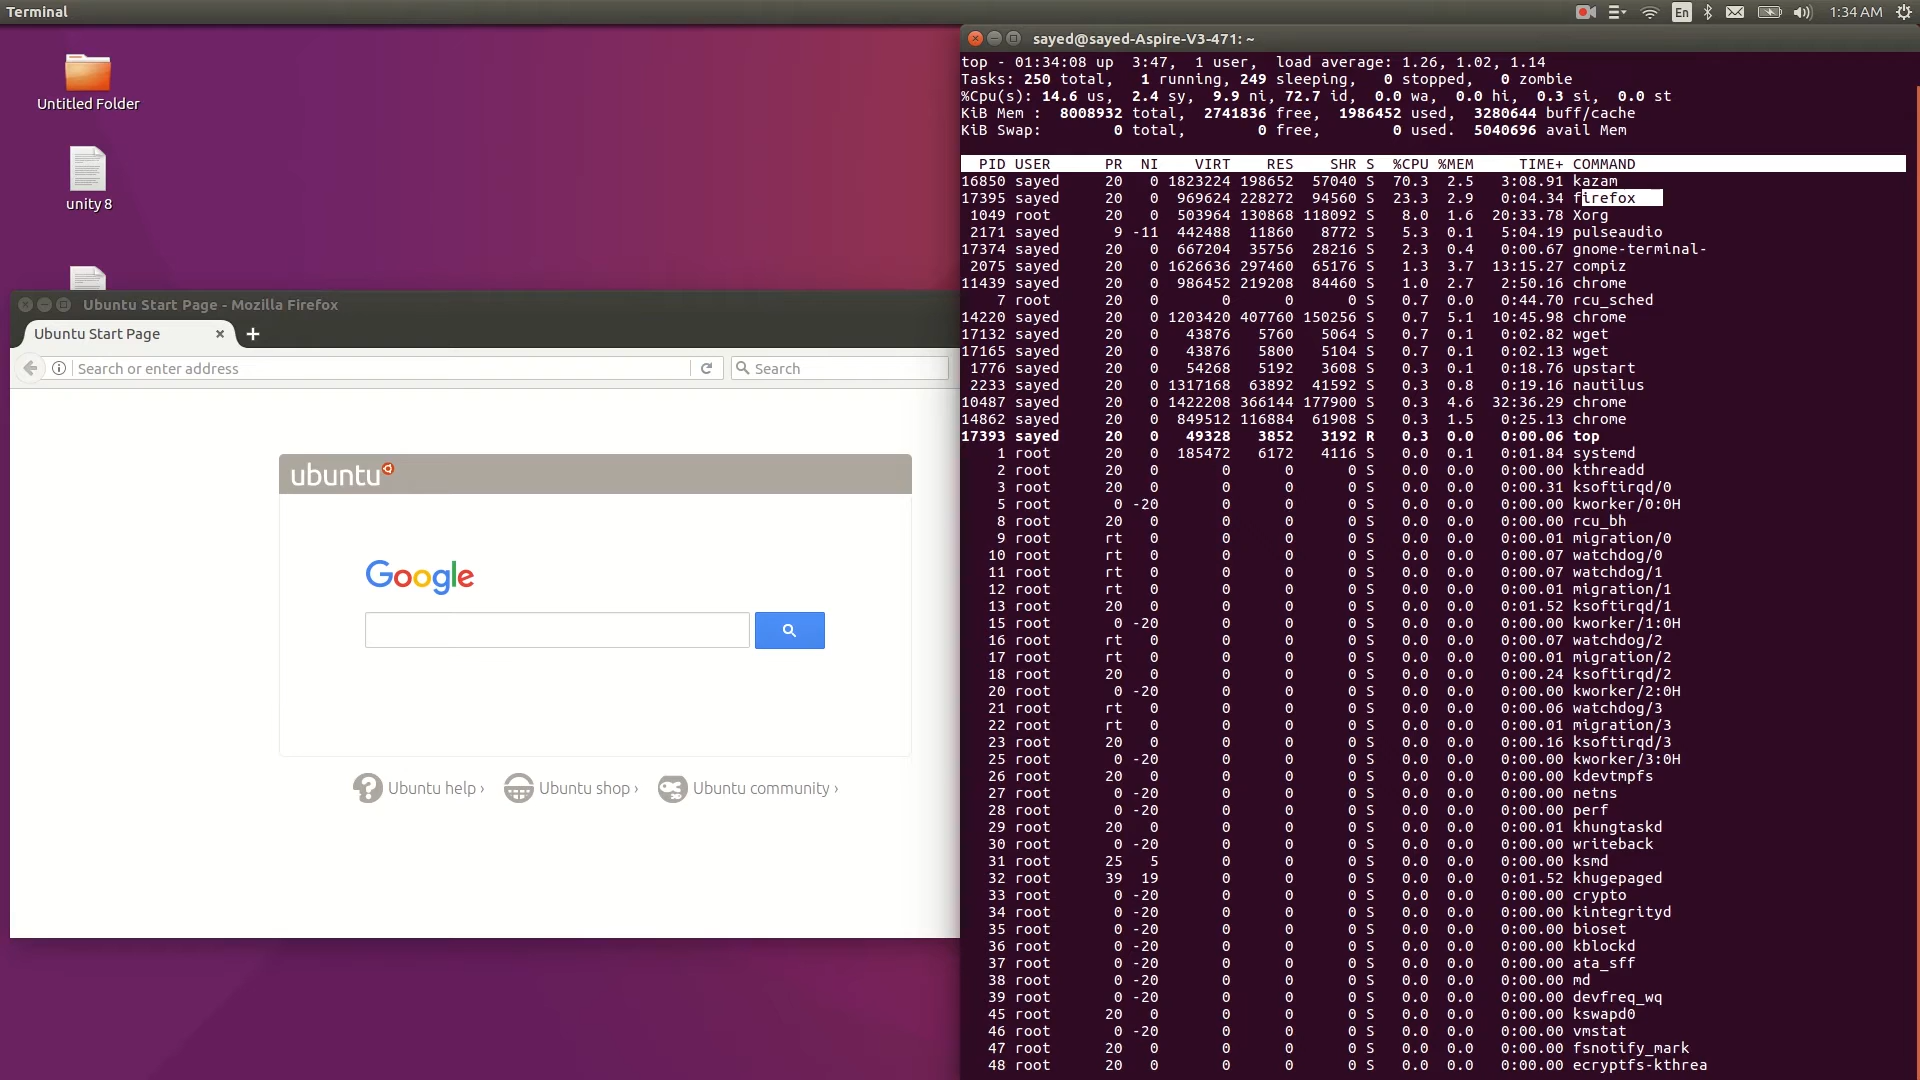 Terminal
En
1:34 AM
Untitled Folder
unity 8
Ubuntu Start Page - Mozilla Firefox
Ubuntu Start Page
Search or enter address
Search
ubuntu
Google
Ubuntu help ›
Ubuntu shop ›
Ubuntu community ›
sayed@sayed-Aspire-V3-471: ~
top - 01:34:08 up  3:47,  1 user,  load average: 1.26, 1.02, 1.14
Tasks: 250 total,   1 running, 249 sleeping,   0 stopped,   0 zombie
%Cpu(s): 14.6 us,  2.4 sy,  9.9 ni, 72.7 id,  0.0 wa,  0.0 hi,  0.3 si,  0.0 st
KiB Mem :  8008932 total,  2741836 free,  1986452 used,  3280644 buff/cache
KiB Swap:        0 total,        0 free,        0 used.  5040696 avail Mem
PID USER PR NI VIRT RES SHR S %CPU %MEM TIME+ COMMAND
16850 sayed 20 0 1823224 198652 57040 S 70.3 2.5 3:08.91 kazam
17395 sayed 20 0 969624 228272 94560 S 23.3 2.9 0:04.34 firefox
1049 root 20 0 503964 130868 118092 S 8.0 1.6 20:33.78 Xorg
2171 sayed 9 -11 442488 11860 8772 S 5.3 0.1 5:04.19 pulseaudio
17374 sayed 20 0 667204 35756 28216 S 2.3 0.4 0:00.67 gnome-terminal-
2075 sayed 20 0 1626636 297460 65176 S 1.3 3.7 13:15.27 compiz
11439 sayed 20 0 986452 219208 84460 S 1.0 2.7 2:50.16 chrome
7 root 20 0 0 0 0 S 0.7 0.0 0:44.70 rcu_sched
14220 sayed 20 0 1203420 407760 150256 S 0.7 5.1 10:45.98 chrome
17132 sayed 20 0 43876 5760 5064 S 0.7 0.1 0:02.82 wget
17165 sayed 20 0 43876 5800 5104 S 0.7 0.1 0:02.13 wget
1776 sayed 20 0 54268 5192 3608 S 0.3 0.1 0:18.76 upstart
2233 sayed 20 0 1317168 63892 41592 S 0.3 0.8 0:19.16 nautilus
10487 sayed 20 0 1422208 366144 177900 S 0.3 4.6 32:36.29 chrome
14862 sayed 20 0 849512 116884 61908 S 0.3 1.5 0:25.13 chrome
17393 sayed 20 0 49328 3852 3192 R 0.3 0.0 0:00.06 top
1 root 20 0 185472 6172 4116 S 0.0 0.1 0:01.84 systemd
2 root 20 0 0 0 0 S 0.0 0.0 0:00.00 kthreadd
3 root 20 0 0 0 0 S 0.0 0.0 0:00.31 ksoftirqd/0
5 root 0 -20 0 0 0 S 0.0 0.0 0:00.00 kworker/0:0H
8 root 20 0 0 0 0 S 0.0 0.0 0:00.00 rcu_bh
9 root rt 0 0 0 0 S 0.0 0.0 0:00.01 migration/0
10 root rt 0 0 0 0 S 0.0 0.0 0:00.07 watchdog/0
11 root rt 0 0 0 0 S 0.0 0.0 0:00.07 watchdog/1
12 root rt 0 0 0 0 S 0.0 0.0 0:00.01 migration/1
13 root 20 0 0 0 0 S 0.0 0.0 0:01.52 ksoftirqd/1
15 root 0 -20 0 0 0 S 0.0 0.0 0:00.00 kworker/1:0H
16 root rt 0 0 0 0 S 0.0 0.0 0:00.07 watchdog/2
17 root rt 0 0 0 0 S 0.0 0.0 0:00.01 migration/2
18 root 20 0 0 0 0 S 0.0 0.0 0:00.24 ksoftirqd/2
20 root 0 -20 0 0 0 S 0.0 0.0 0:00.00 kworker/2:0H
21 root rt 0 0 0 0 S 0.0 0.0 0:00.06 watchdog/3
22 root rt 0 0 0 0 S 0.0 0.0 0:00.01 migration/3
23 root 20 0 0 0 0 S 0.0 0.0 0:00.16 ksoftirqd/3
25 root 0 -20 0 0 0 S 0.0 0.0 0:00.00 kworker/3:0H
26 root 20 0 0 0 0 S 0.0 0.0 0:00.00 kdevtmpfs
27 root 0 -20 0 0 0 S 0.0 0.0 0:00.00 netns
28 root 0 -20 0 0 0 S 0.0 0.0 0:00.00 perf
29 root 20 0 0 0 0 S 0.0 0.0 0:00.01 khungtaskd
30 root 0 -20 0 0 0 S 0.0 0.0 0:00.00 writeback
31 root 25 5 0 0 0 S 0.0 0.0 0:00.00 ksmd
32 root 39 19 0 0 0 S 0.0 0.0 0:01.52 khugepaged
33 root 0 -20 0 0 0 S 0.0 0.0 0:00.00 crypto
34 root 0 -20 0 0 0 S 0.0 0.0 0:00.00 kintegrityd
35 root 0 -20 0 0 0 S 0.0 0.0 0:00.00 bioset
36 root 0 -20 0 0 0 S 0.0 0.0 0:00.00 kblockd
37 root 0 -20 0 0 0 S 0.0 0.0 0:00.00 ata_sff
38 root 0 -20 0 0 0 S 0.0 0.0 0:00.00 md
39 root 0 -20 0 0 0 S 0.0 0.0 0:00.00 devfreq_wq
45 root 20 0 0 0 0 S 0.0 0.0 0:00.00 kswapd0
46 root 0 -20 0 0 0 S 0.0 0.0 0:00.00 vmstat
47 root 20 0 0 0 0 S 0.0 0.0 0:00.00 fsnotify_mark
48 root 20 0 0 0 0 S 0.0 0.0 0:00.00 ecryptfs-kthrea